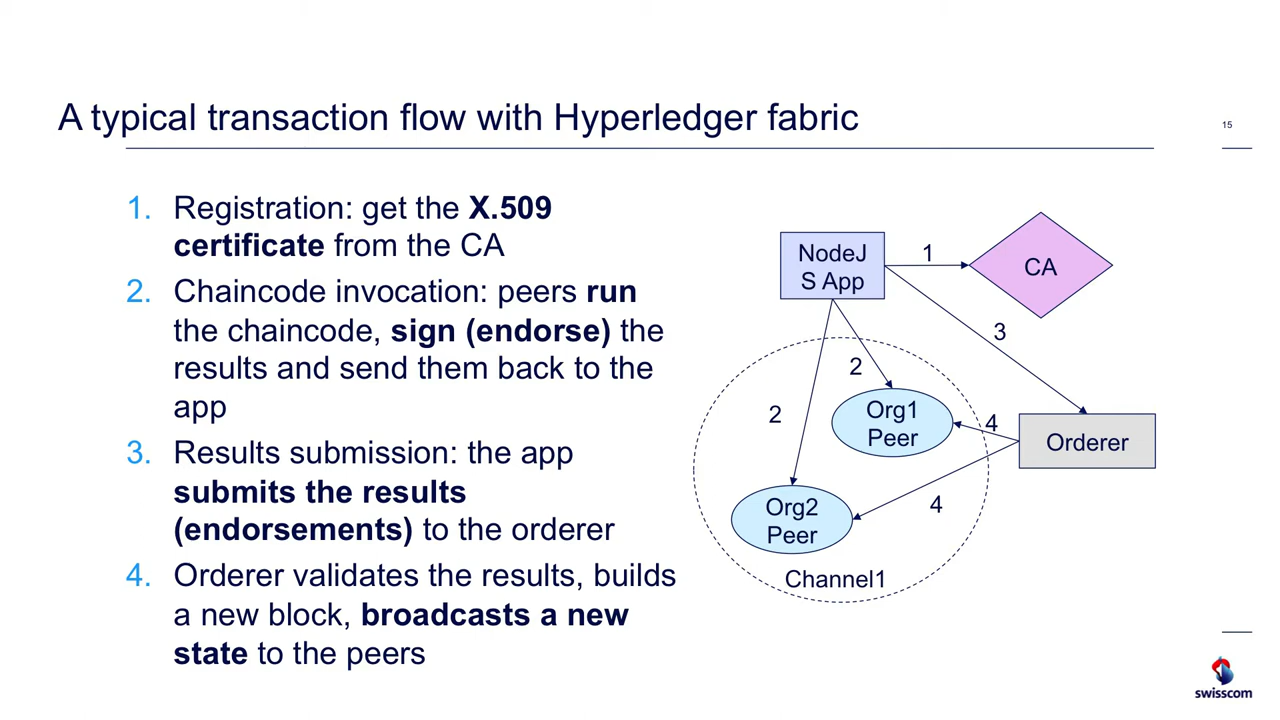 A typical transaction flow with Hyperledger fabric
15
1. Registration: get the X.509
certificate from the CA
2. Chaincode invocation: peers run
the chaincode, sign (endorse) the
results and send them back to the
app
3. Results submission: the app
submits the results
(endorsements) to the orderer
4. Orderer validates the results, builds
a new block, broadcasts a new
state to the peers
NodeJ
S App
1
CA
3
2
2
Org1
Peer
4
Orderer
Org2
Peer
4
Channel1
swisscom